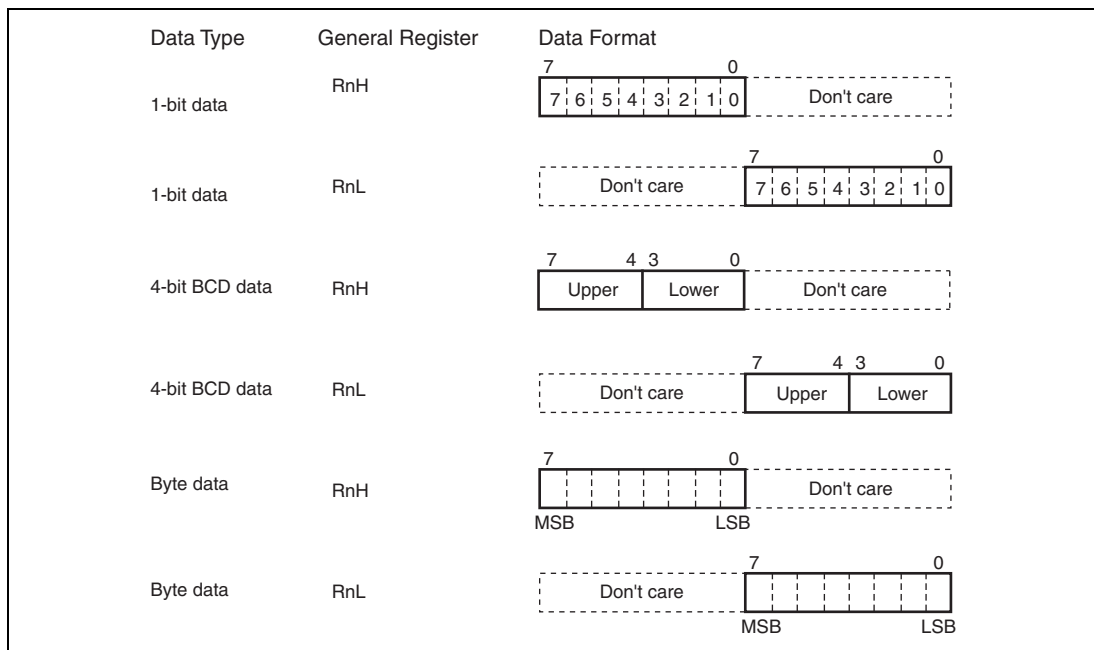 Data Type General Register Data Format
7 0
1-bit data RnH 7 6 5 4 3 2 1 0 Don't care
7 0
1-bit data RnL Don't care 7 6 5 4 3 2 1 0
7 4 3 0
4-bit BCD data RnH Upper Lower Don't care
7 4 3 0
4-bit BCD data RnL Don't care Upper Lower
7 0
Byte data RnH Don't care
MSB LSB
7 0
Byte data RnL Don't care
MSB LSB